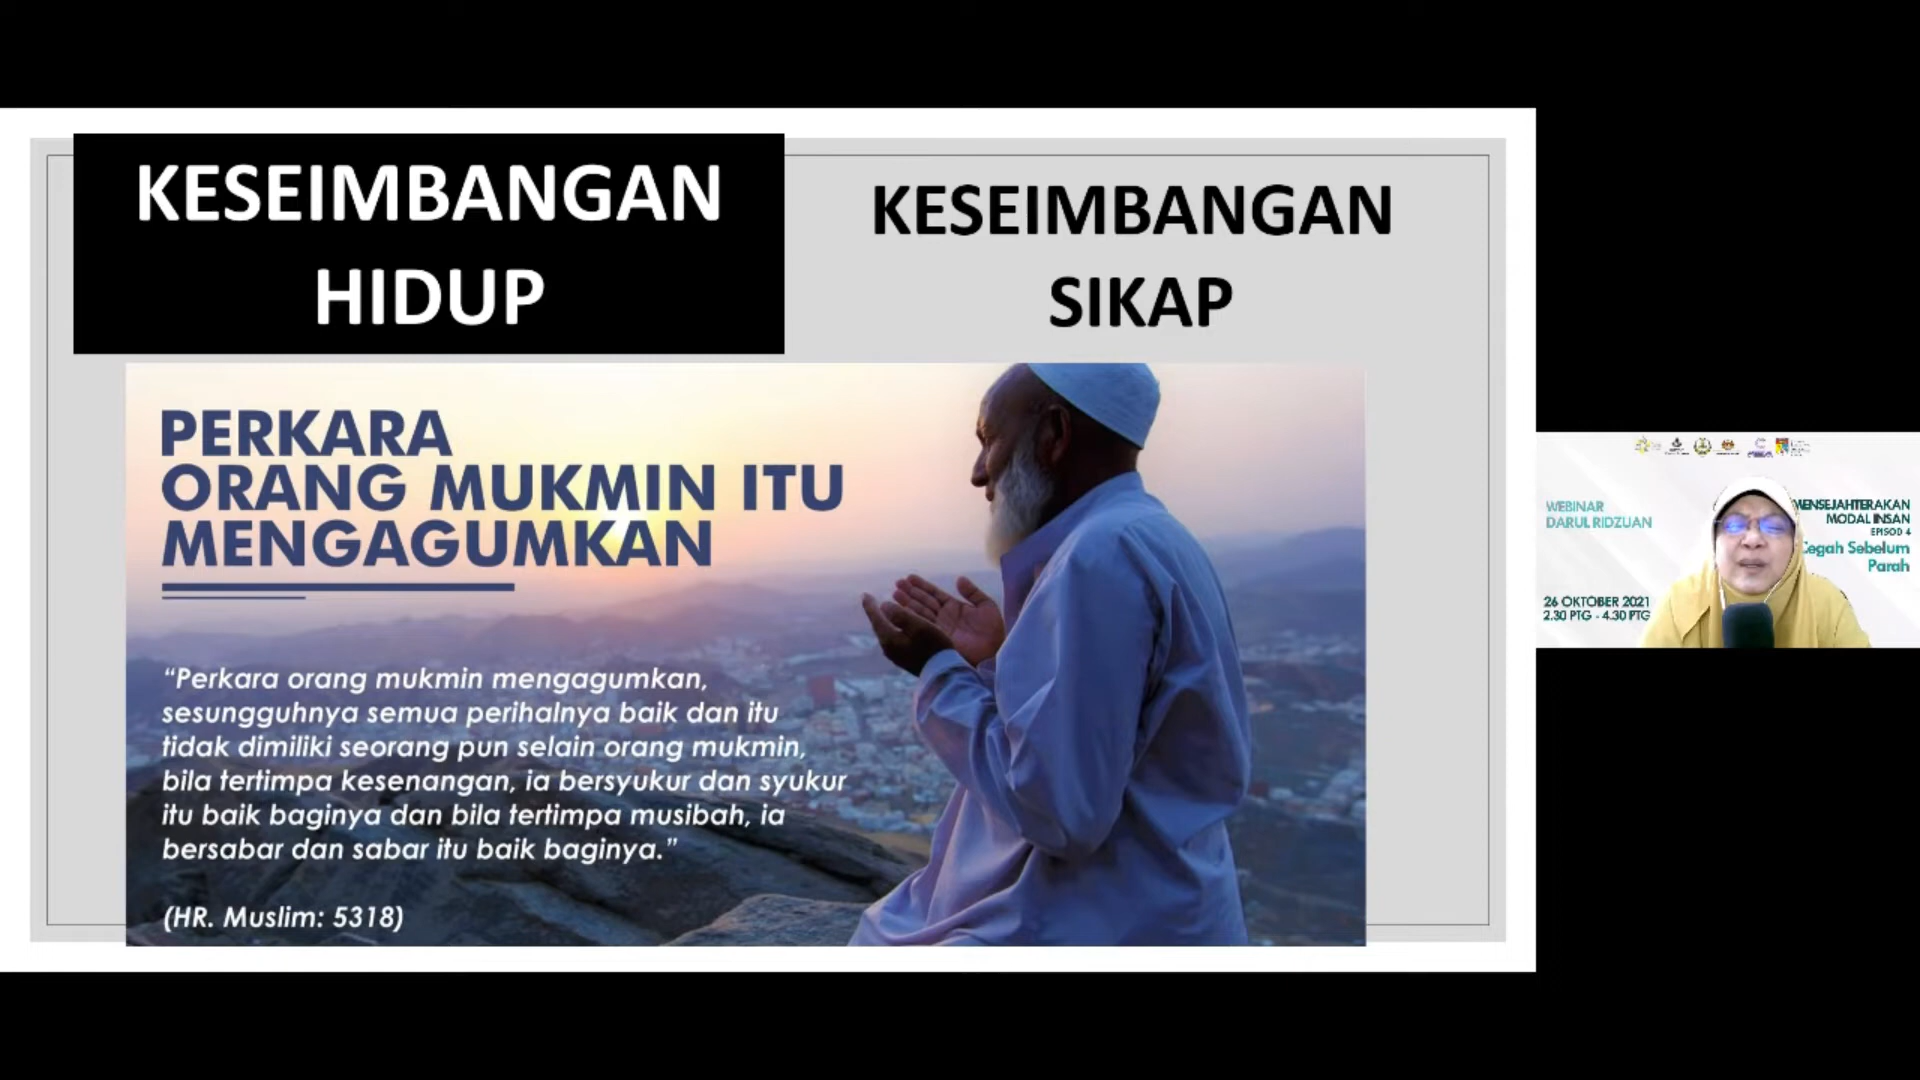 KESEIMBANGAN
HIDUP
KESEIMBANGAN
SIKAP
PERKARA
ORANG MUKMIN ITU
MENGAGUMKAN
“Perkara orang mukmin mengagumkan,
sesungguhnya semua perihalnya baik dan itu
tidak dimiliki seorang pun selain orang mukmin,
bila tertimpa kesenangan, ia bersyukur dan syukur
itu baik baginya dan bila tertimpa musibah, ia
bersabar dan sabar itu baik baginya.”
(HR. Muslim: 5318)
WEBINAR
DARUL RIDZUAN
26 OKTOBER 2021
2.30 PTG - 4.30 PTG
MENSEJAHTERAKAN
MODAL INSAN
EPISOD 4
Cegah Sebelum
Parah